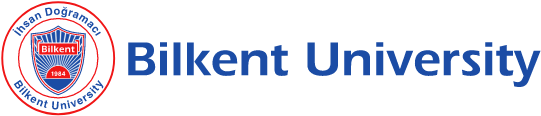 İhsan Doğramacı
Bilkent
1984
Bilkent University
Bilkent University